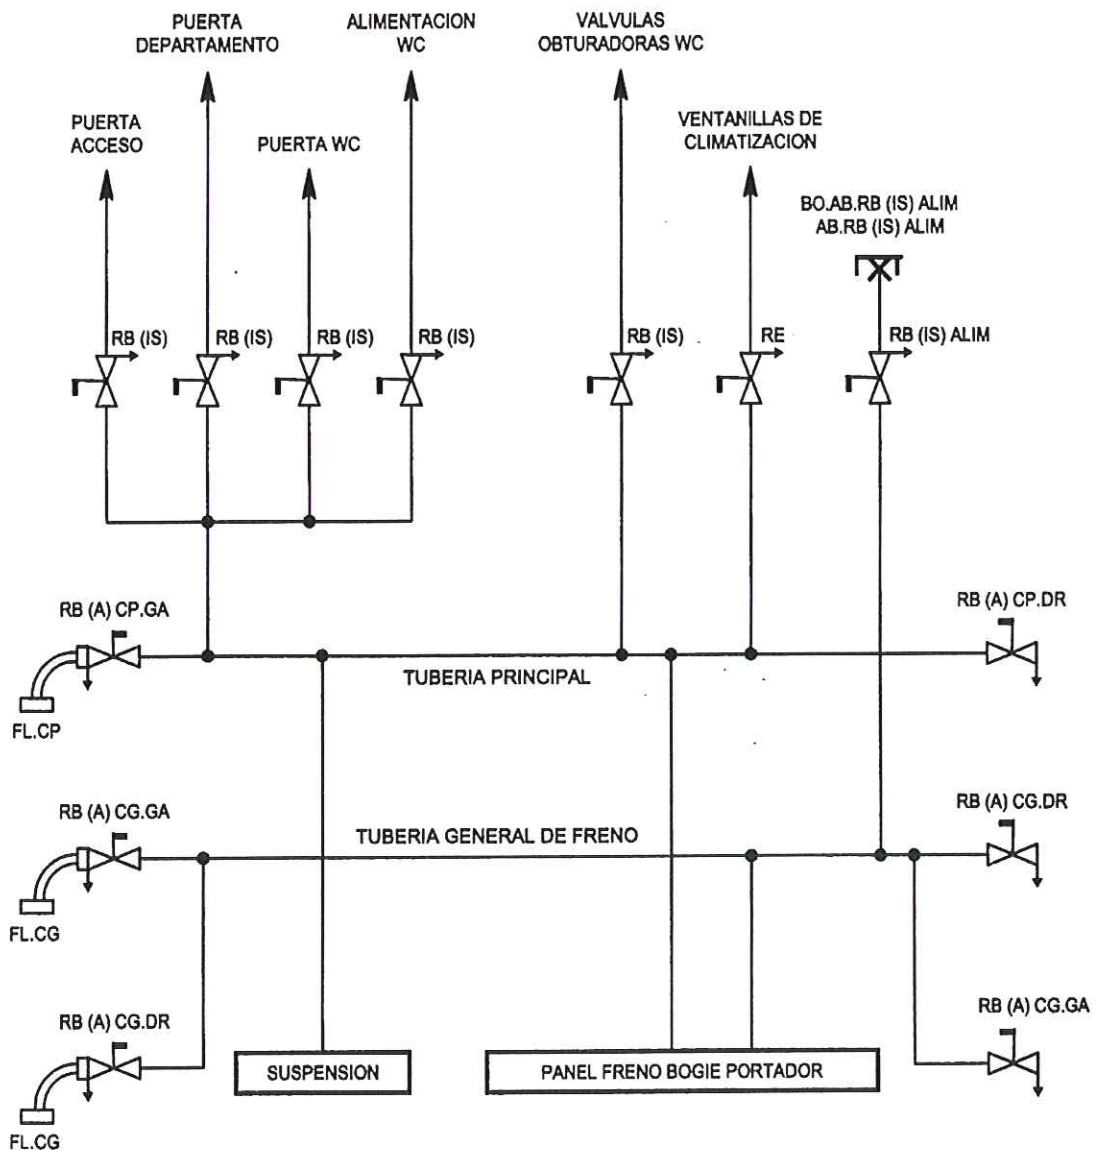 PUERTA
DEPARTAMENTO
ALIMENTACION
WC
VALVULAS
OBTURADORAS WC
PUERTA
ACCESO
PUERTA WC
VENTANILLAS DE
CLIMATIZACION
BO.AB.RB (IS) ALIM
AB.RB (IS) ALIM
RB (IS)
RB (IS)
RB (IS)
RB (IS)
RB (IS)
RE
RB (IS) ALIM
RB (A) CP.GA
RB (A) CP.DR
TUBERIA PRINCIPAL
FL.CP
RB (A) CG.GA
RB (A) CG.DR
TUBERIA GENERAL DE FRENO
FL.CG
RB (A) CG.DR
RB (A) CG.GA
SUSPENSION
PANEL FRENO BOGIE PORTADOR
FL.CG